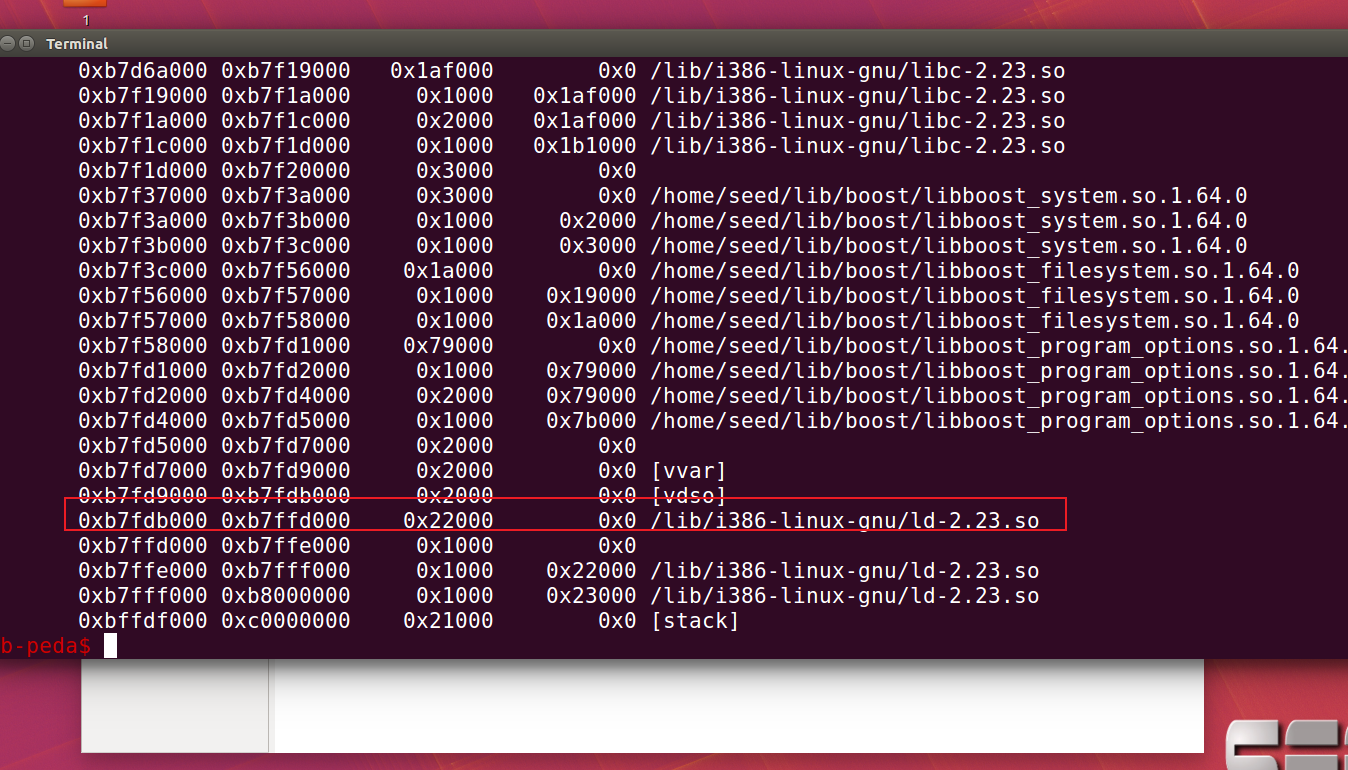 1
Terminal
0xb7d6a000 0xb7f19000 0x1af000 0x0 /lib/i386-linux-gnu/libc-2.23.so
0xb7f19000 0xb7f1a000 0x1000 0x1af000 /lib/i386-linux-gnu/libc-2.23.so
0xb7f1a000 0xb7f1c000 0x2000 0x1af000 /lib/i386-linux-gnu/libc-2.23.so
0xb7f1c000 0xb7f1d000 0x1000 0x1b1000 /lib/i386-linux-gnu/libc-2.23.so
0xb7f1d000 0xb7f20000 0x3000 0x0
0xb7f37000 0xb7f3a000 0x3000 0x0 /home/seed/lib/boost/libboost_system.so.1.64.0
0xb7f3a000 0xb7f3b000 0x1000 0x2000 /home/seed/lib/boost/libboost_system.so.1.64.0
0xb7f3b000 0xb7f3c000 0x1000 0x3000 /home/seed/lib/boost/libboost_system.so.1.64.0
0xb7f3c000 0xb7f56000 0x1a000 0x0 /home/seed/lib/boost/libboost_filesystem.so.1.64.0
0xb7f56000 0xb7f57000 0x1000 0x19000 /home/seed/lib/boost/libboost_filesystem.so.1.64.0
0xb7f57000 0xb7f58000 0x1000 0x1a000 /home/seed/lib/boost/libboost_filesystem.so.1.64.0
0xb7f58000 0xb7fd1000 0x79000 0x0 /home/seed/lib/boost/libboost_program_options.so.1.64.
0xb7fd1000 0xb7fd2000 0x1000 0x79000 /home/seed/lib/boost/libboost_program_options.so.1.64.
0xb7fd2000 0xb7fd4000 0x2000 0x79000 /home/seed/lib/boost/libboost_program_options.so.1.64.
0xb7fd4000 0xb7fd5000 0x1000 0x7b000 /home/seed/lib/boost/libboost_program_options.so.1.64.
0xb7fd5000 0xb7fd7000 0x2000 0x0
0xb7fd7000 0xb7fd9000 0x2000 0x0 [vvar]
0xb7fd9000 0xb7fdb000 0x2000 0x0 [vdso]
0xb7fdb000 0xb7ffd000 0x22000 0x0 /lib/i386-linux-gnu/ld-2.23.so
0xb7ffd000 0xb7ffe000 0x1000 0x0
0xb7ffe000 0xb7fff000 0x1000 0x22000 /lib/i386-linux-gnu/ld-2.23.so
0xb7fff000 0xb8000000 0x1000 0x23000 /lib/i386-linux-gnu/ld-2.23.so
0xbffdf000 0xc0000000 0x21000 0x0 [stack]
b-peda$